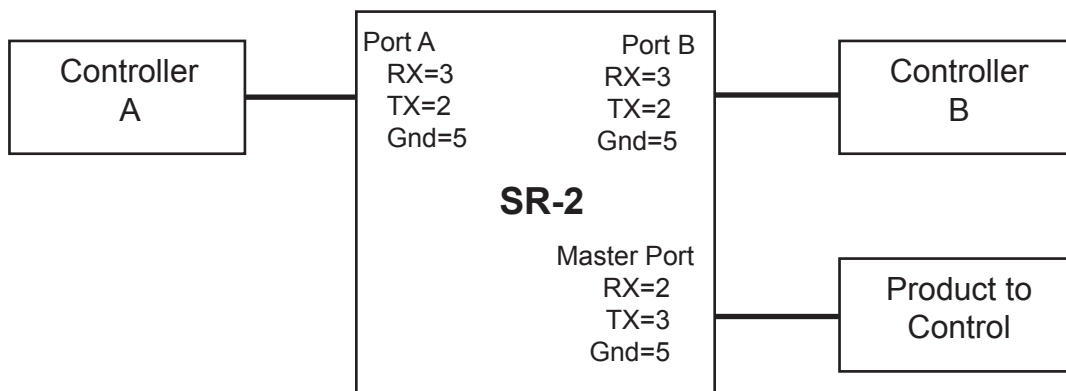 Controller
A
Port A
RX=3
TX=2
Gnd=5
Port B
RX=3
TX=2
Gnd=5
Controller
B
SR-2
Master Port
RX=2
TX=3
Gnd=5
Product to
Control